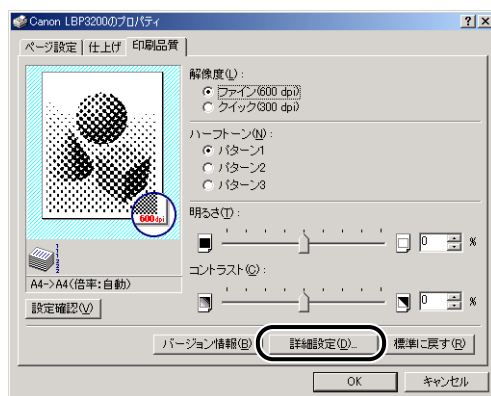 Canon LBP3200のプロパティ
ページ設定 仕上げ 印刷品質
解像度(L) :
ファイン(600 dpi)
クイック(300 dpi)
ハーフトーン(N) :
パターン1
パターン2
パターン3
600dpi
明るさ(T) :
0 %
A4->A4(倍率:自動)
コントラスト(C) :
0 %
設定確認(V)
バージョン情報(B) 詳細設定(D)... 標準に戻す(R)
OK キャンセル